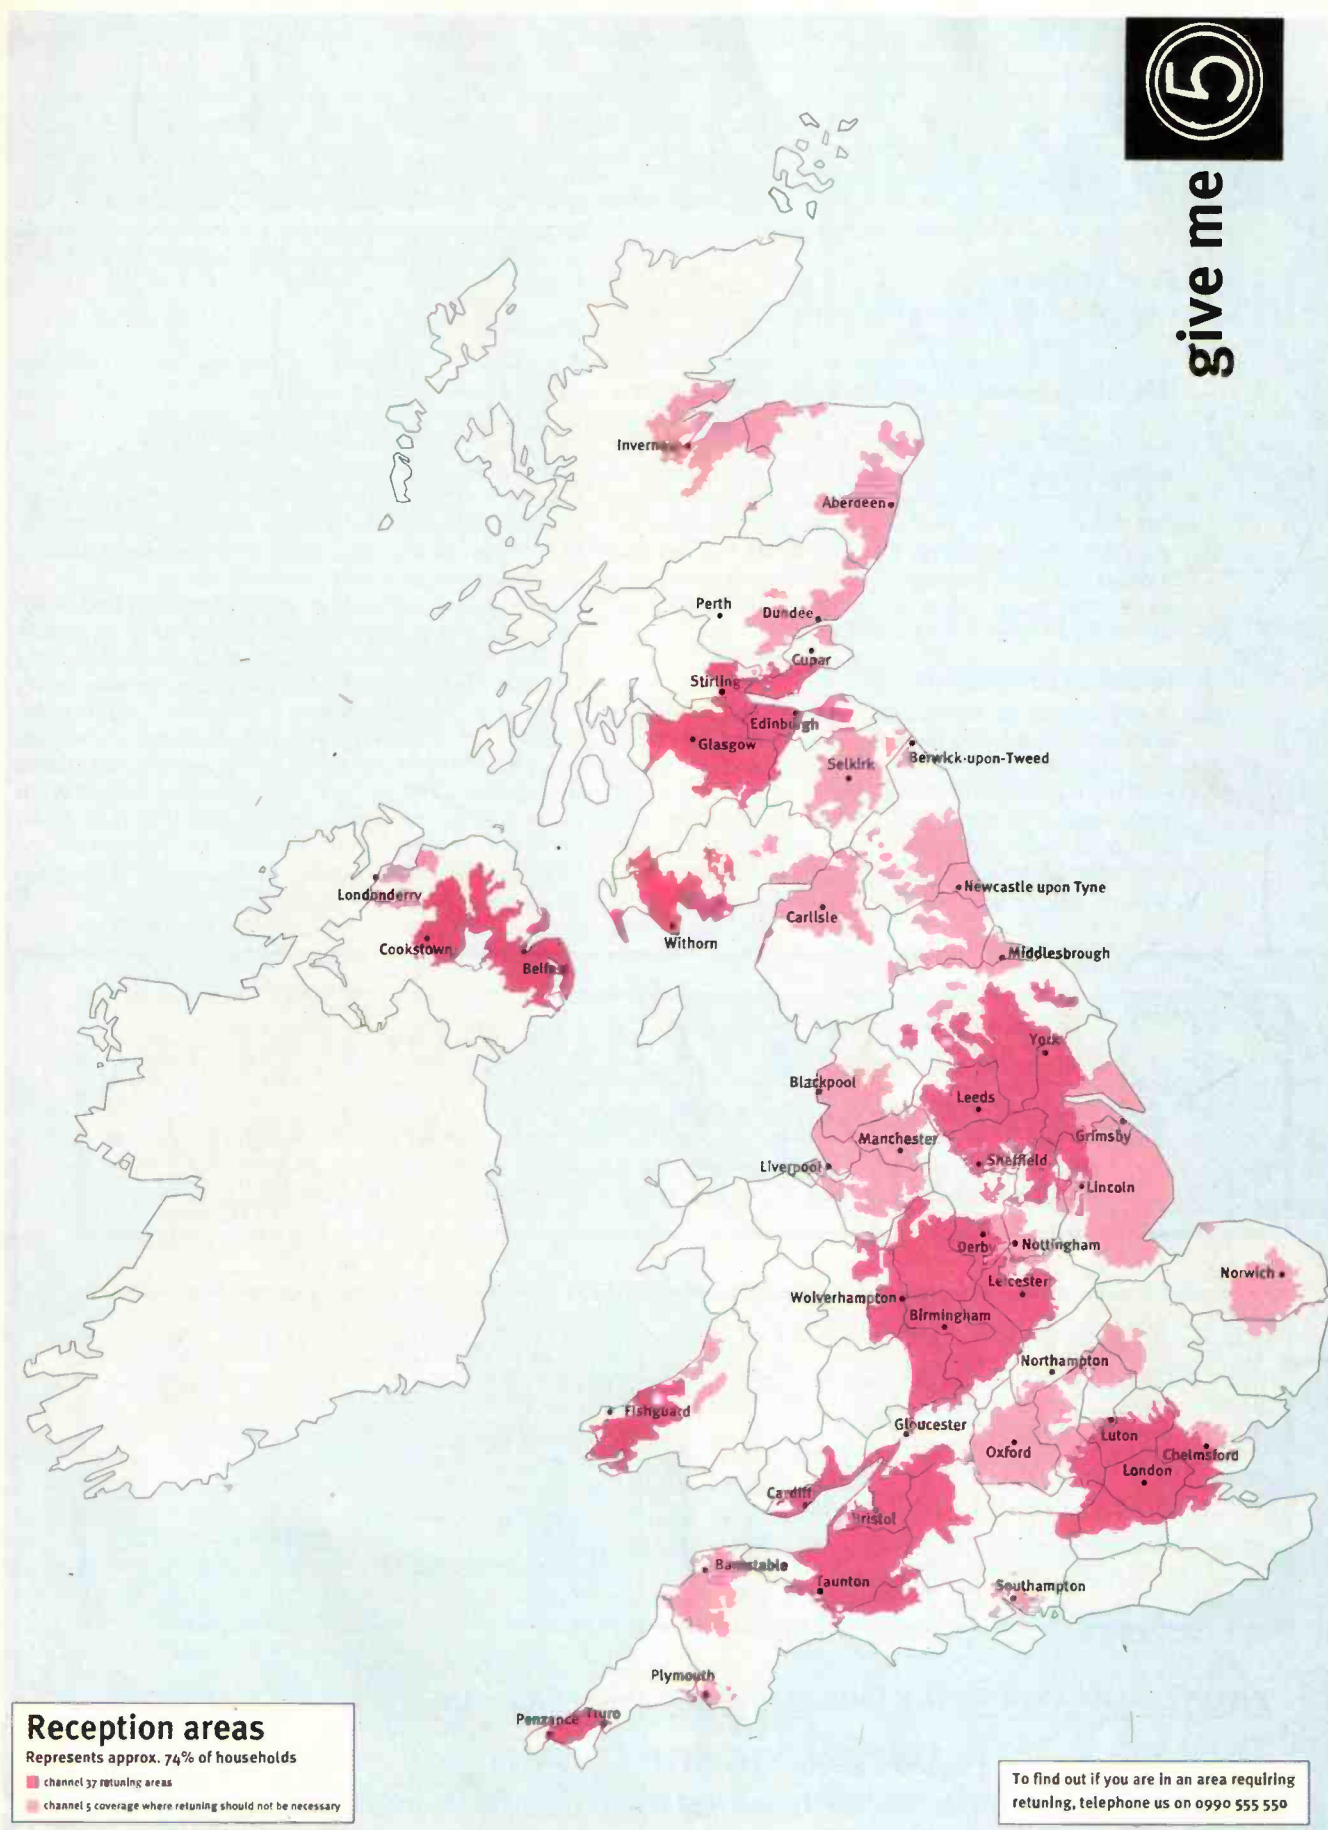 give me 5
Inverness
Aberdeen
Perth
Dundee
Cupar
Stirling
Edinburgh
Glasgow
Selkirk
Berwick-upon-Tweed
Londonderry
Newcastle upon Tyne
Carlisle
Cookstown
Withorn
Middlesbrough
Belfast
York
Blackpool
Leeds
Manchester
Grimsby
Liverpool
Sheffield
Lincoln
Derby
Nottingham
Norwich
Leicester
Wolverhampton
Birmingham
Northampton
Fishguard
Gloucester
Luton
Oxford
Chelmsford
London
Cardiff
Bristol
Barnstable
Taunton
Southampton
Plymouth
Penzance
Truro
Reception areas
Represents approx. 74% of households
channel 37 retuning areas
channel 5 coverage where retuning should not be necessary
To find out if you are in an area requiring
retuning, telephone us on 0990 555 550